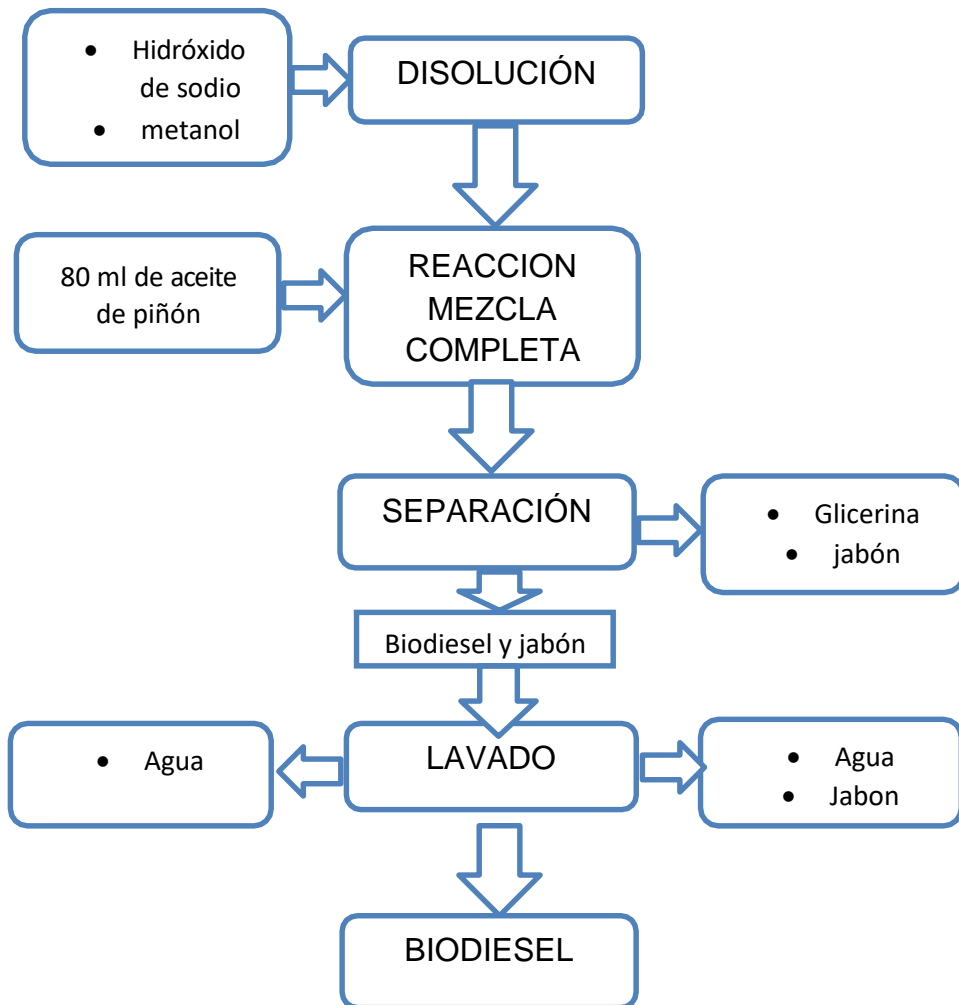 • Hidróxido
de sodio
• metanol
DISOLUCIÓN
80 ml de aceite
de piñón
REACCION
MEZCLA
COMPLETA
SEPARACIÓN
• Glicerina
• jabón
Biodiesel y jabón
• Agua
LAVADO
• Agua
• Jabon
BIODIESEL